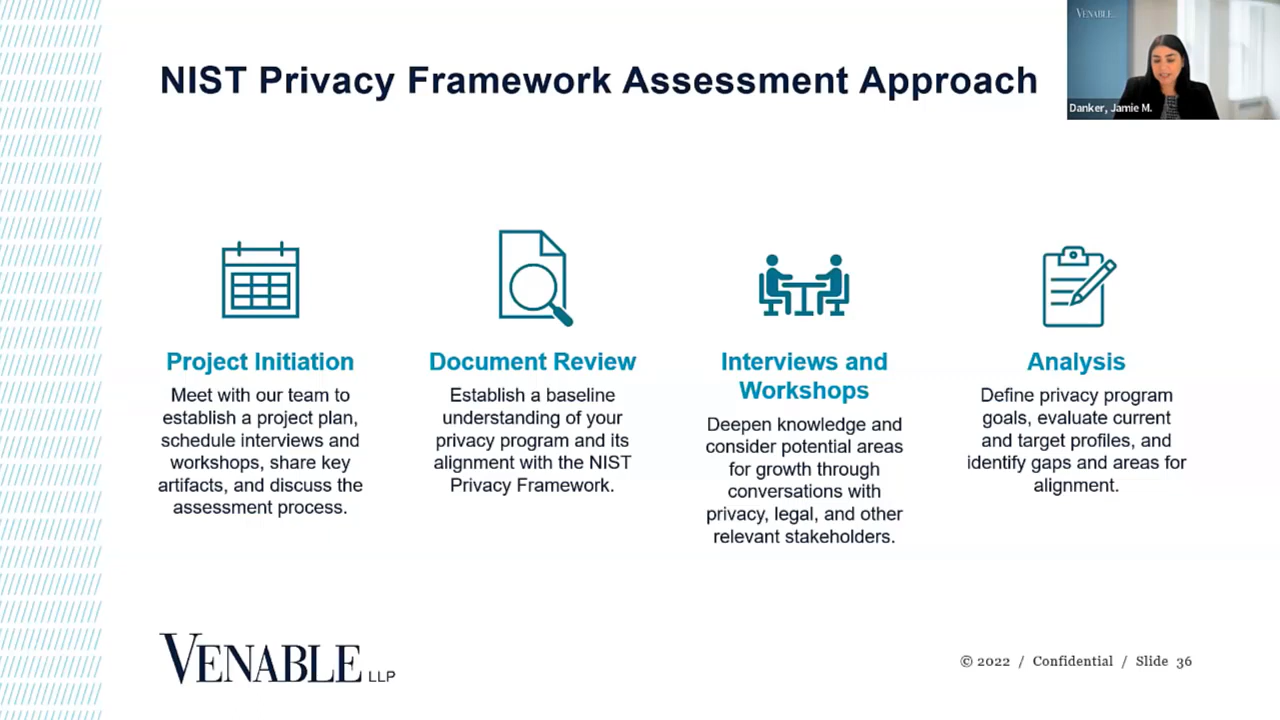 NIST Privacy Framework Assessment Approach
VENABLE
Danker, Jamie M.
Project Initiation
Meet with our team to
establish a project plan,
schedule interviews and
workshops, share key
artifacts, and discuss the
assessment process.
Document Review
Establish a baseline
understanding of your
privacy program and its
alignment with the NIST
Privacy Framework.
Interviews and
Workshops
Deepen knowledge and
consider potential areas
for growth through
conversations with
privacy, legal, and other
relevant stakeholders.
Analysis
Define privacy program
goals, evaluate current
and target profiles, and
identify gaps and areas for
alignment.
VENABLE LLP
© 2022 / Confidential / Slide 36